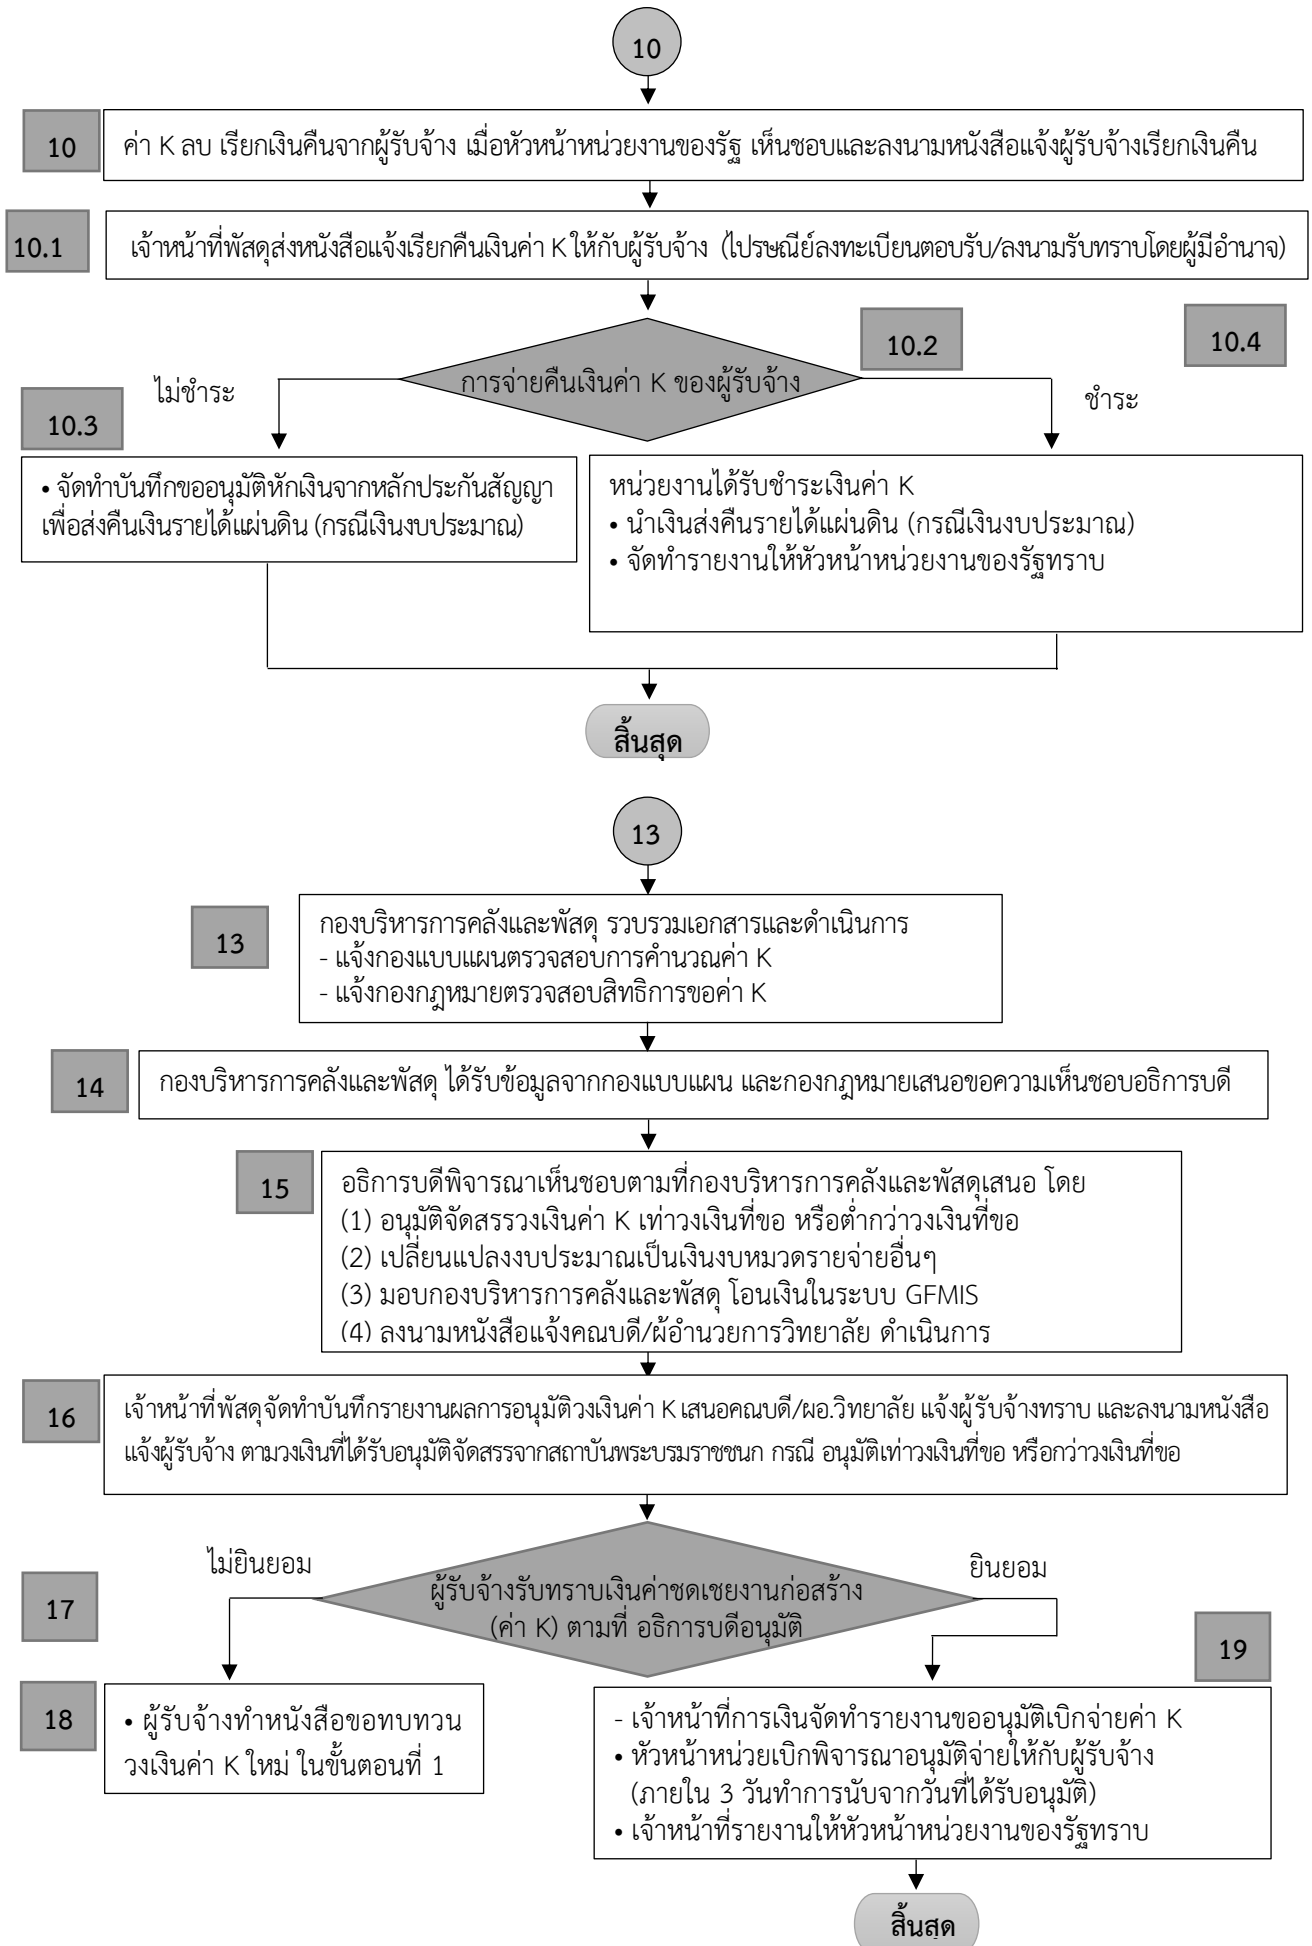 10
10
ค่า K ลบ เรียกเงินคืนจากผู้รับจ้าง เมื่อหัวหน้าหน่วยงานของรัฐ เห็นชอบและลงนามหนังสือแจ้งผู้รับจ้างเรียกเงินคืน
10.1
เจ้าหน้าที่พัสดุส่งหนังสือแจ้งเรียกคืนเงินค่า K ให้กับผู้รับจ้าง (ไปรษณีย์ลงทะเบียนตอบรับ/ลงนามรับทราบโดยผู้มีอำนาจ)
10.2
10.4
การจ่ายคืนเงินค่า K ของผู้รับจ้าง
ไม่ชำระ
ชำระ
10.3
• จัดทำบันทึกขออนุมัติหักเงินจากหลักประกันสัญญา
เพื่อส่งคืนเงินรายได้แผ่นดิน (กรณีเงินงบประมาณ)
หน่วยงานได้รับชำระเงินค่า K
• นำเงินส่งคืนรายได้แผ่นดิน (กรณีเงินงบประมาณ)
• จัดทำรายงานให้หัวหน้าหน่วยงานของรัฐทราบ
สิ้นสุด
13
13
กองบริหารการคลังและพัสดุ รวบรวมเอกสารและดำเนินการ
- แจ้งกองแบบแผนตรวจสอบการคำนวณค่า K
- แจ้งกองกฎหมายตรวจสอบสิทธิการขอค่า K
14
กองบริหารการคลังและพัสดุ ได้รับข้อมูลจากกองแบบแผน และกองกฎหมายเสนอขอความเห็นชอบอธิการบดี
15
อธิการบดีพิจารณาเห็นชอบตามที่กองบริหารการคลังและพัสดุเสนอ โดย
(1) อนุมัติจัดสรรวงเงินค่า K เท่าวงเงินที่ขอ หรือต่ำกว่าวงเงินที่ขอ
(2) เปลี่ยนแปลงงบประมาณเป็นเงินงบหมวดรายจ่ายอื่นๆ
(3) มอบกองบริหารการคลังและพัสดุ โอนเงินในระบบ GFMIS
(4) ลงนามหนังสือแจ้งคณบดี/ผู้อำนวยการวิทยาลัย ดำเนินการ
16
เจ้าหน้าที่พัสดุจัดทำบันทึกรายงานผลการอนุมัติวงเงินค่า K เสนอคณบดี/ผอ.วิทยาลัย แจ้งผู้รับจ้างทราบ และลงนามหนังสือ
แจ้งผู้รับจ้าง ตามวงเงินที่ได้รับอนุมัติจัดสรรจากสถาบันพระบรมราชชนก กรณี อนุมัติเท่าวงเงินที่ขอ หรือกว่าวงเงินที่ขอ
ไม่ยินยอม
ยินยอม
17
ผู้รับจ้างรับทราบเงินค่าชดเชยงานก่อสร้าง
(ค่า K) ตามที่ อธิการบดีอนุมัติ
19
18
• ผู้รับจ้างทำหนังสือขอทบทวน
วงเงินค่า K ใหม่ ในขั้นตอนที่ 1
- เจ้าหน้าที่การเงินจัดทำรายงานขออนุมัติเบิกจ่ายค่า K
• หัวหน้าหน่วยเบิกพิจารณาอนุมัติจ่ายให้กับผู้รับจ้าง
(ภายใน 3 วันทำการนับจากวันที่ได้รับอนุมัติ)
• เจ้าหน้าที่รายงานให้หัวหน้าหน่วยงานของรัฐทราบ
สิ้นสุด